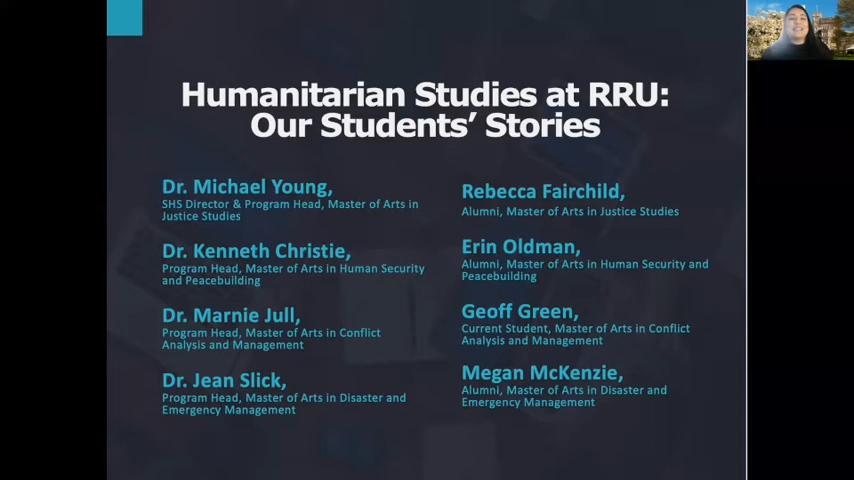 Humanitarian Studies at RRU:
Our Students' Stories
Dr. Michael Young,
SHS Director & Program Head, Master of Arts in
Justice Studies
Dr. Kenneth Christie,
Program Head, Master of Arts in Human Security
and Peacebuilding
Dr. Marnie Jull,
Program Head, Master of Arts in Conflict
Analysis and Management
Dr. Jean Slick,
Program Head, Master of Arts in Disaster and
Emergency Management
Rebecca Fairchild,
Alumni, Master of Arts in Justice Studies
Erin Oldman,
Alumni, Master of Arts in Human Security and
Peacebuilding
Geoff Green,
Current Student, Master of Arts in Conflict
Analysis and Management
Megan McKenzie,
Alumni, Master of Arts in Disaster and
Emergency Management